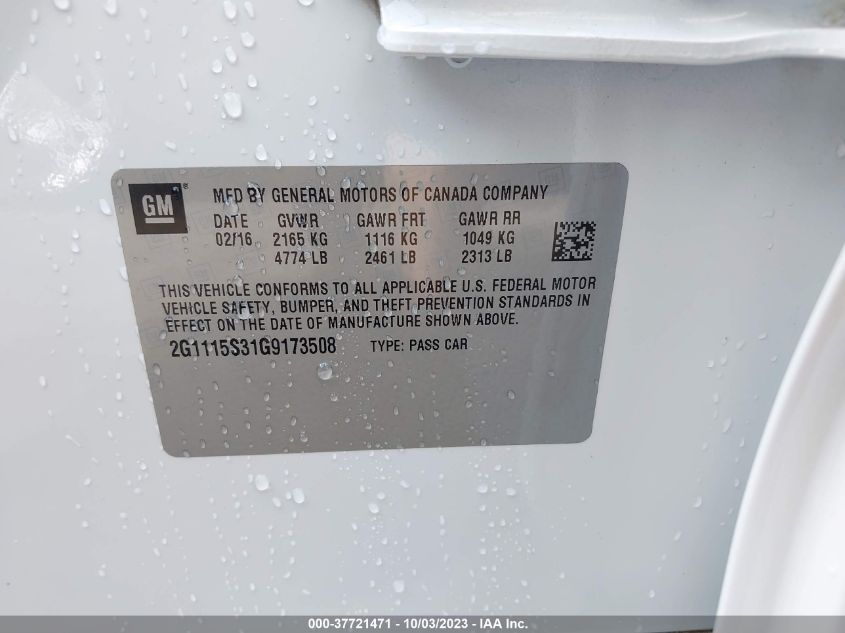 GM ®
MFD BY GENERAL MOTORS OF CANADA COMPANY
DATE GVWR GAWR FRT GAWR RR
02/16 2165 KG 1116 KG 1049 KG
4774 LB 2461 LB 2313 LB
THIS VEHICLE CONFORMS TO ALL APPLICABLE U.S. FEDERAL MOTOR
VEHICLE SAFETY, BUMPER, AND THEFT PREVENTION STANDARDS IN
EFFECT ON THE DATE OF MANUFACTURE SHOWN ABOVE.
2G1115S31G9173508 TYPE: PASS CAR
000-37721471 - 10/03/2023 - IAA Inc.